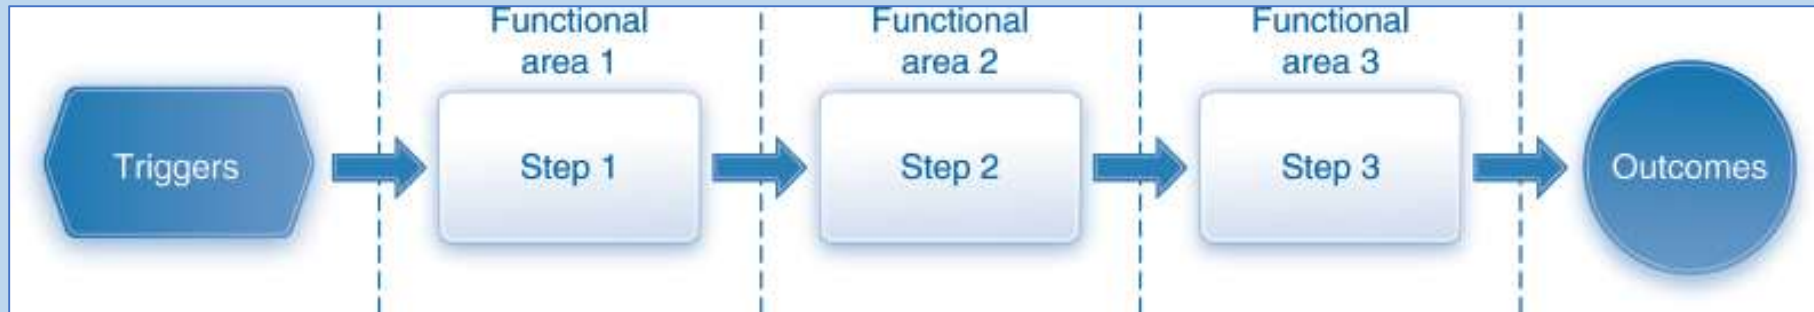 Functional
area 1
Functional
area 2
Functional
area 3
Triggers
Step 1
Step 2
Step 3
Outcomes